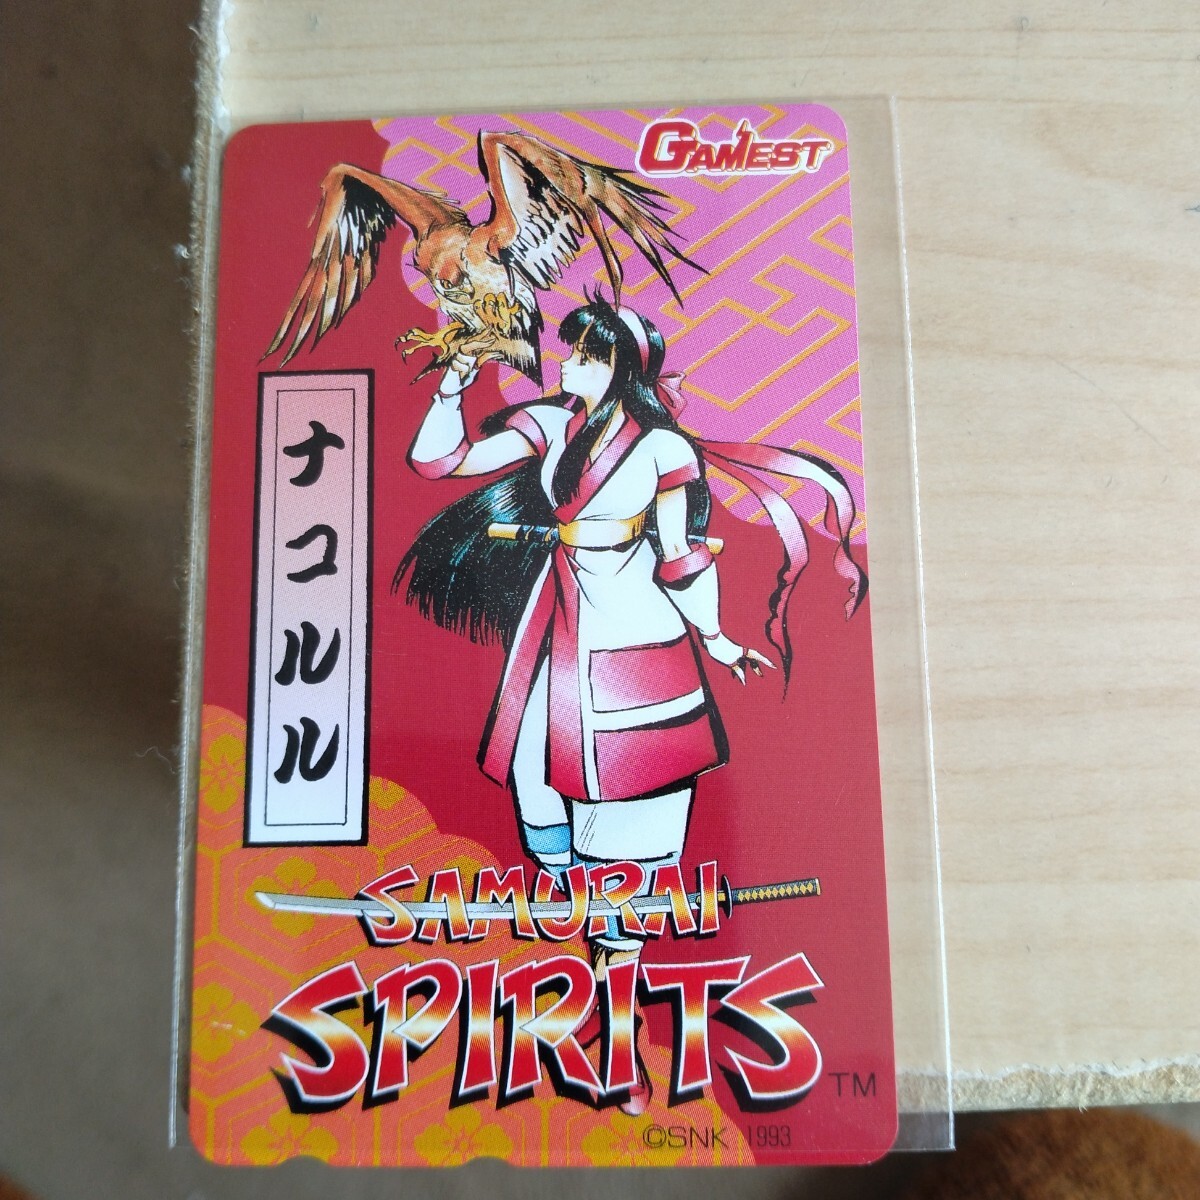 GAMEST
ナコルル
SAMURAI
SPIRITS TM
©SNK 1993